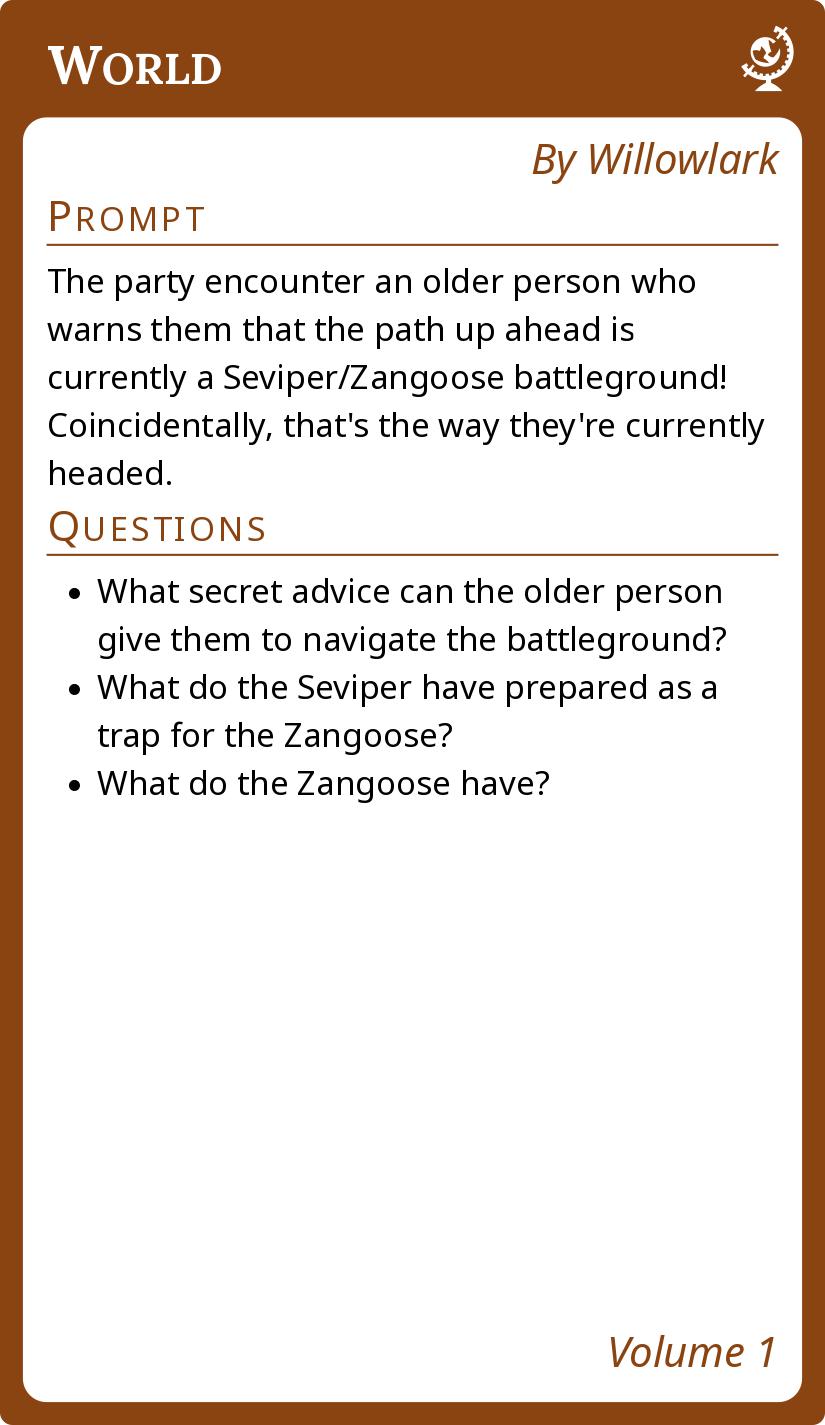 World
By Willowlark
Prompt
The party encounter an older person who
warns them that the path up ahead is
currently a Seviper/Zangoose battleground!
Coincidentally, that's the way they're currently
headed.
Questions
• What secret advice can the older person
give them to navigate the battleground?
• What do the Seviper have prepared as a
trap for the Zangoose?
• What do the Zangoose have?
Volume 1